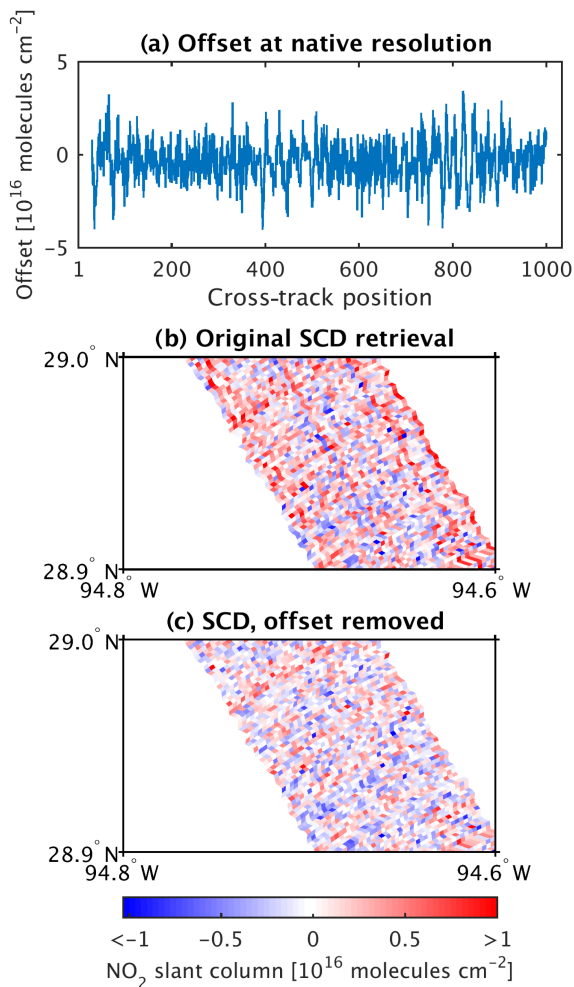 (a) Offset at native resolution
Offset [10^16 molecules cm^−2]
5
0
−5
1 200 400 600 800 1000
Cross-track position
(b) Original SCD retrieval
29.0° N
28.9° N
94.8° W 94.6° W
(c) SCD, offset removed
29.0° N
28.9° N
94.8° W 94.6° W
<-1 -0.5 0 0.5 >1
NO₂ slant column [10^16 molecules cm^−2]